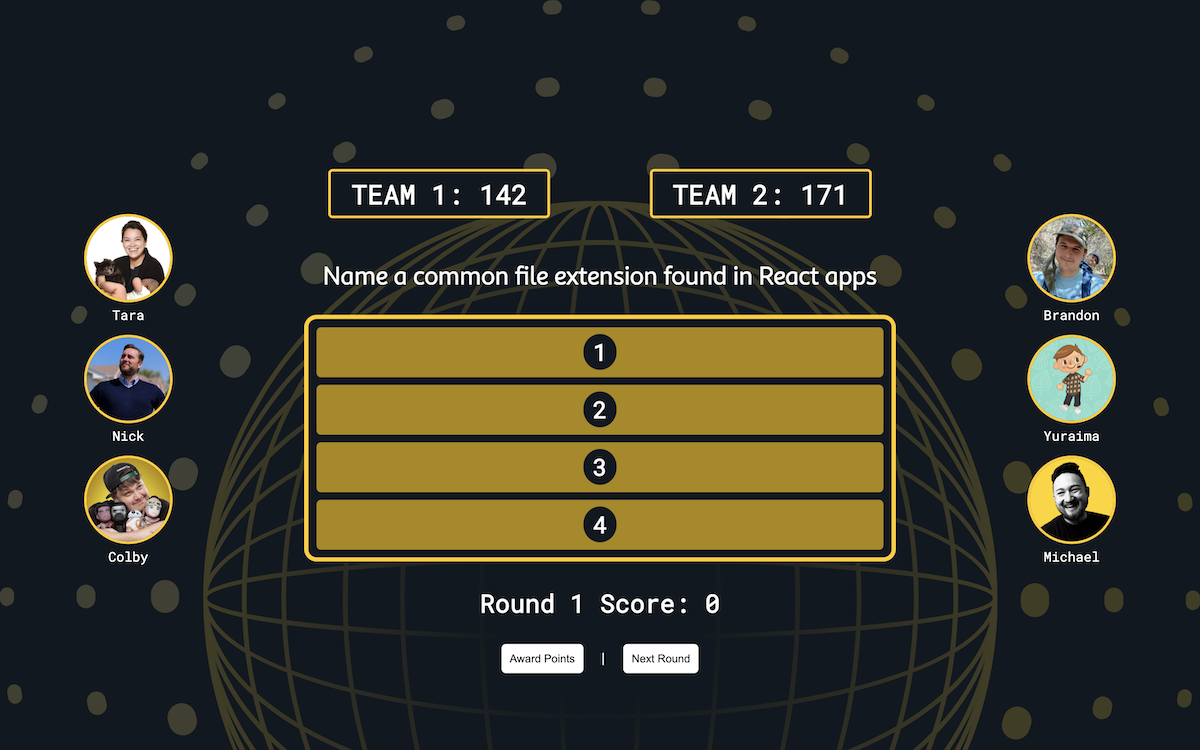 TEAM 1: 142
TEAM 2: 171
Name a common file extension found in React apps
Tara
Nick
Colby
1
2
3
4
Brandon
Yuraima
Michael
Round 1 Score: 0
Award Points | Next Round